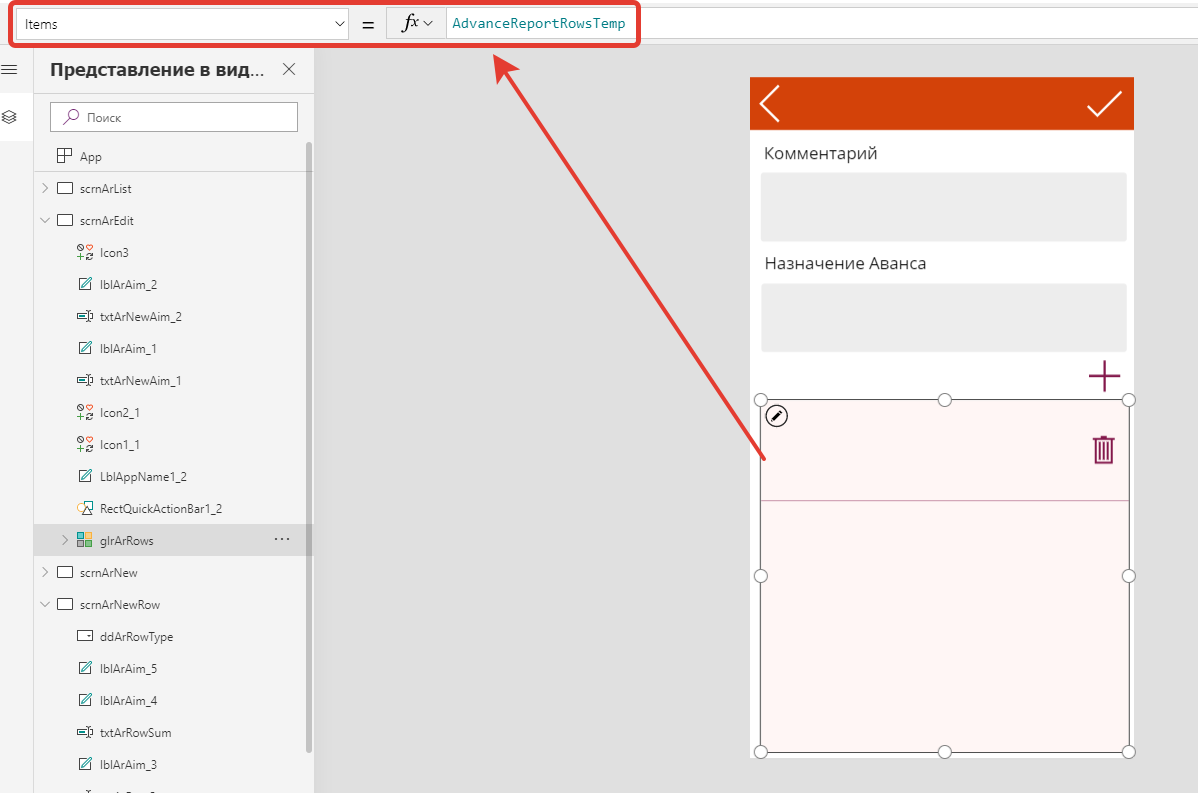 Items = fx AdvanceReportRowsTemp
Представление в вид...
Поиск
App
scrnArList
scrnArEdit
Icon3
lblArAim_2
txtArNewAim_2
lblArAim_1
txtArNewAim_1
Icon2_1
Icon1_1
LblAppName1_2
RectQuickActionBar1_2
glrArRows ...
scrnArNew
scrnArNewRow
ddArRowType
lblArAim_5
lblArAim_4
txtArRowSum
lblArAim_3
Комментарий
Назначение Аванса